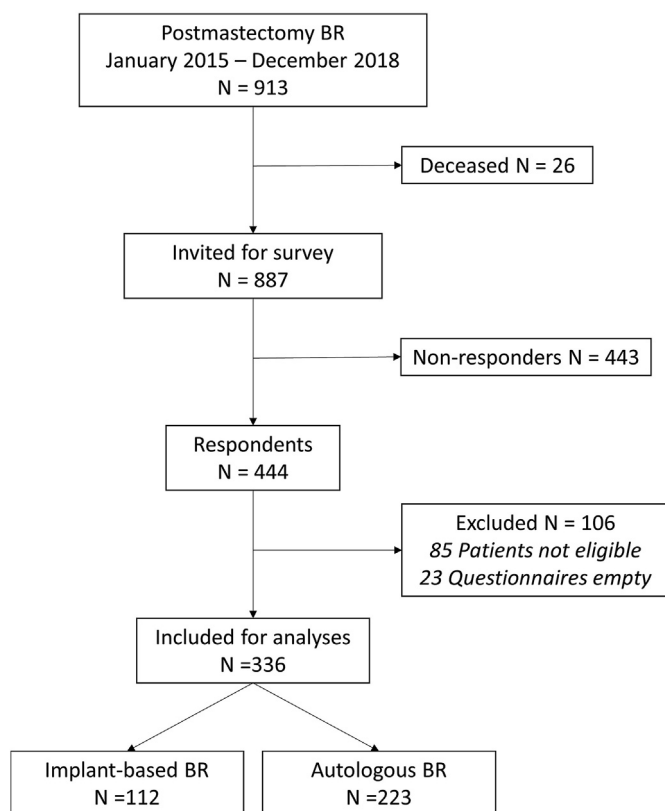 Postmastectomy BR
January 2015 – December 2018
N = 913
Deceased N = 26
Invited for survey
N = 887
Non-responders N = 443
Respondents
N = 444
Excluded N = 106
85 Patients not eligible
23 Questionnaires empty
Included for analyses
N =336
Implant-based BR
N =112
Autologous BR
N =223